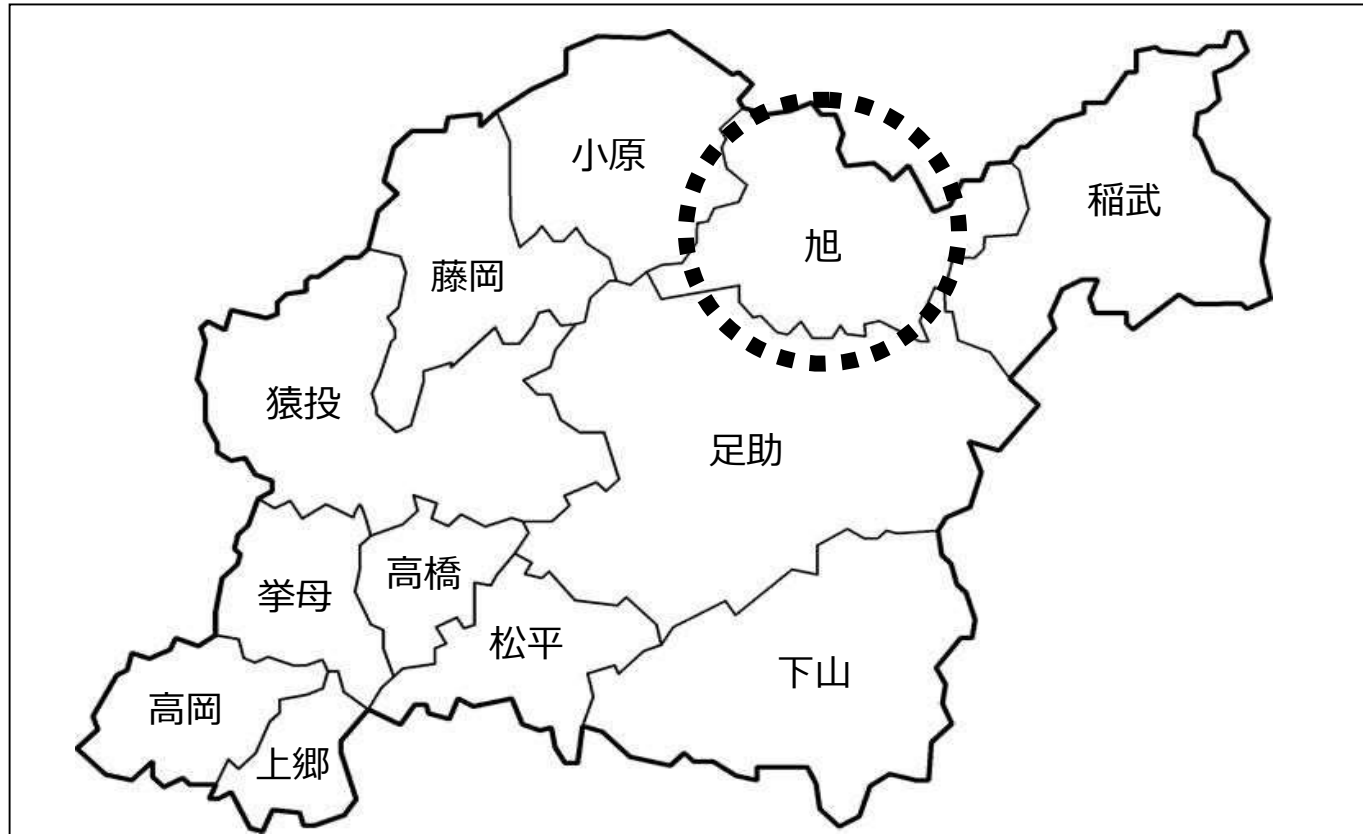 小原
旭
稲武
藤岡
猿投
足助
高橋
挙母
松平
下山
高岡
上郷